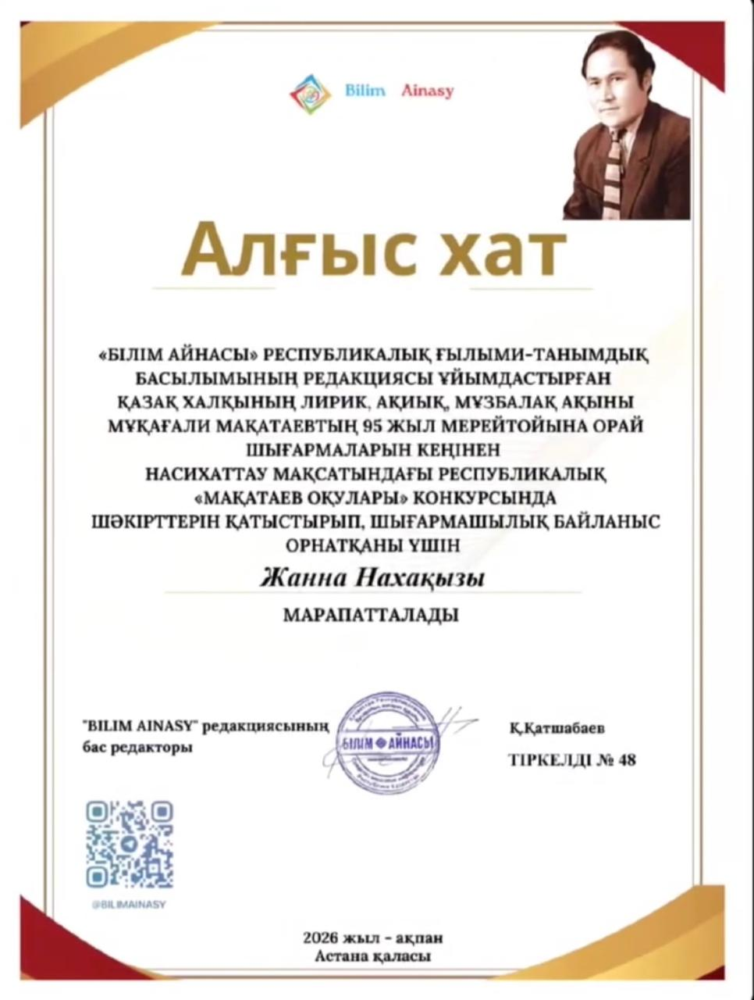 Bilim Ainasy
Алғыс хат
«БІЛІМ АЙНАСЫ» РЕСПУБЛИКАЛЫҚ ҒЫЛЫМИ-ТАНЫМДЫҚ
БАСЫЛЫМЫНЫҢ РЕДАКЦИЯСЫ ҰЙЫМДАСТЫРҒАН
ҚАЗАҚ ХАЛҚЫНЫҢ ЛИРИК, АҚИЫҚ, МҰЗБАЛАҚ АҚЫНЫ
МҰҚАҒАЛИ МАҚАТАЕВТЫҢ 95 ЖЫЛ МЕРЕЙТОЙЫНА ОРАЙ
ШЫҒАРМАЛАРЫН КЕҢІНЕН
НАСИХАТТАУ МАҚСАТЫНДАҒЫ РЕСПУБЛИКАЛЫҚ
«МАҚАТАЕВ ОҚУЛАРЫ» КОНКУРСЫНДА
ШӘКІРТТЕРІН ҚАТЫСТЫРЫП, ШЫҒАРМАШЫЛЫҚ БАЙЛАНЫС
ОРНАТҚАНЫ ҮШІН
Жанна Нахақызы
МАРАПАТТАЛАДЫ
"BILIM AINASY" редакциясының
бас редакторы
БІЛІМ АЙНАСЫ
Қ.Қатшабаев
ТІРКЕЛДІ № 48
@BILIMAINASY
2026 жыл - ақпан
Астана қаласы